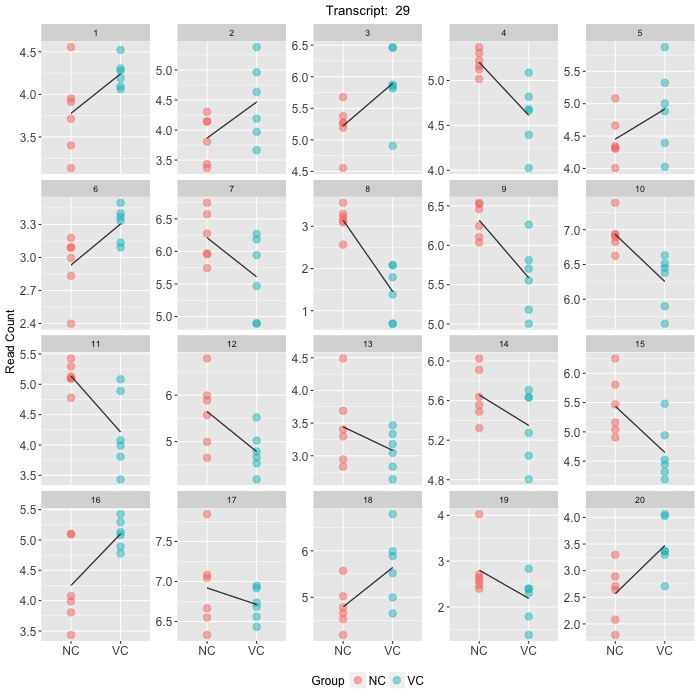 Transcript: 29
1 2 3 4 5
4.5 4.0 3.5
5.0 4.5 4.0 3.5
6.5 6.0 5.5 5.0 4.5
5.0 4.5 4.0
5.5 5.0 4.5 4.0
6 7 8 9 10
3.3 3.0 2.7 2.4
6.5 6.0 5.5 5.0
3 2 1
6.5 6.0 5.5 5.0
7.0 6.5 6.0
Read Count
11 12 13 14 15
5.5 5.0 4.5 4.0 3.5
6 5
4.5 4.0 3.5 3.0
6.0 5.6 5.2 4.8
6.0 5.5 5.0 4.5
16 17 18 19 20
5.5 5.0 4.5 4.0 3.5
7.5 7.0 6.5
6 5
4 3 2
4.0 3.5 3.0 2.5 2.0
NC VC NC VC NC VC NC VC NC VC
Group NC VC